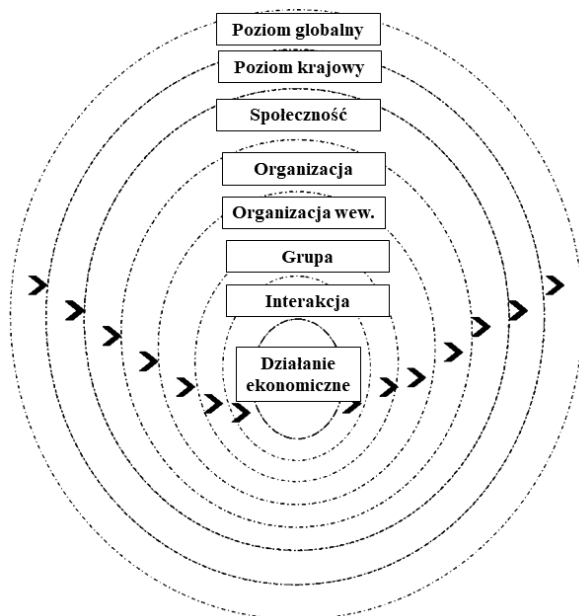 Poziom globalny
Poziom krajowy
Społeczność
Organizacja
Organizacja wew.
Grupa
Interakcja
Działanie
ekonomiczne